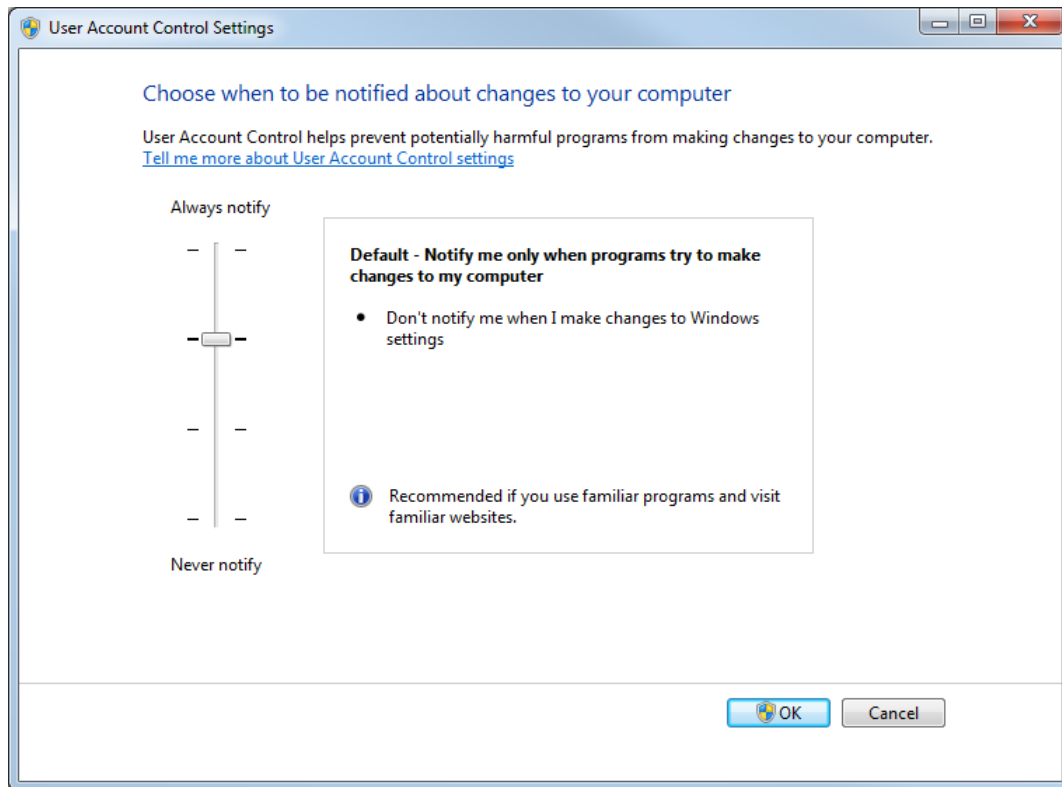 User Account Control Settings
Choose when to be notified about changes to your computer
User Account Control helps prevent potentially harmful programs from making changes to your computer.
Tell me more about User Account Control settings
Always notify
Default - Notify me only when programs try to make
changes to my computer
• Don't notify me when I make changes to Windows
settings
Recommended if you use familiar programs and visit
familiar websites.
Never notify
OK
Cancel